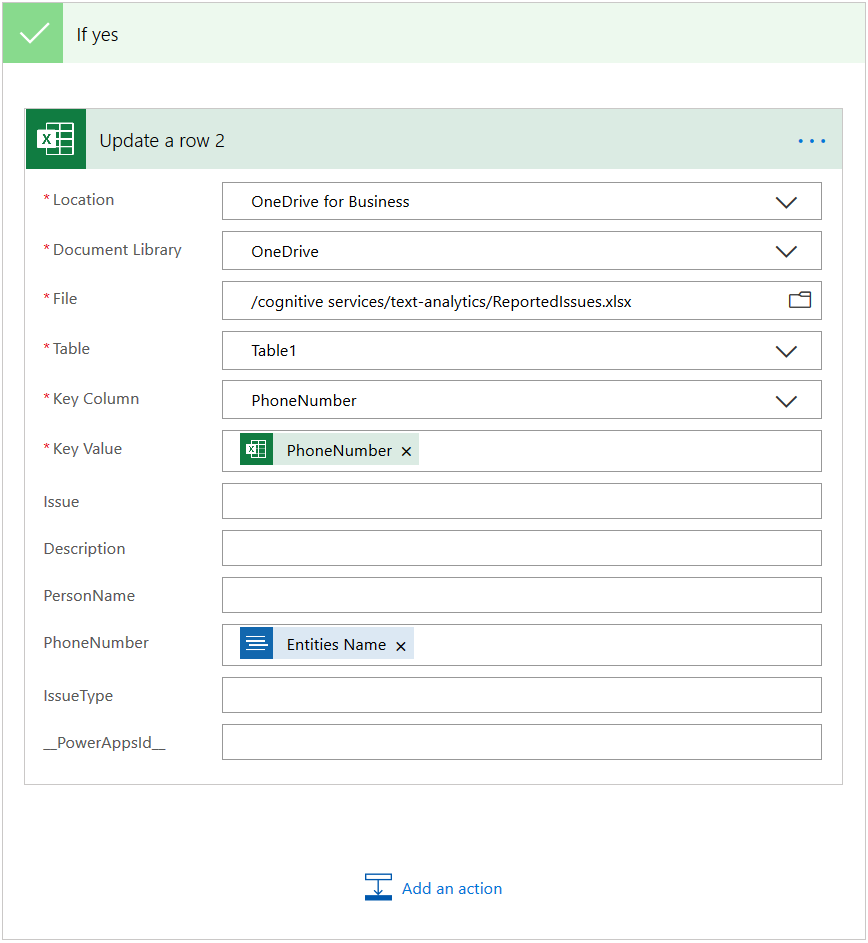 If yes
Update a row 2
* Location OneDrive for Business
* Document Library OneDrive
* File /cognitive services/text-analytics/ReportedIssues.xlsx
* Table Table1
* Key Column PhoneNumber
* Key Value PhoneNumber
Issue
Description
PersonName
PhoneNumber Entities Name
IssueType
__PowerAppsId__
Add an action